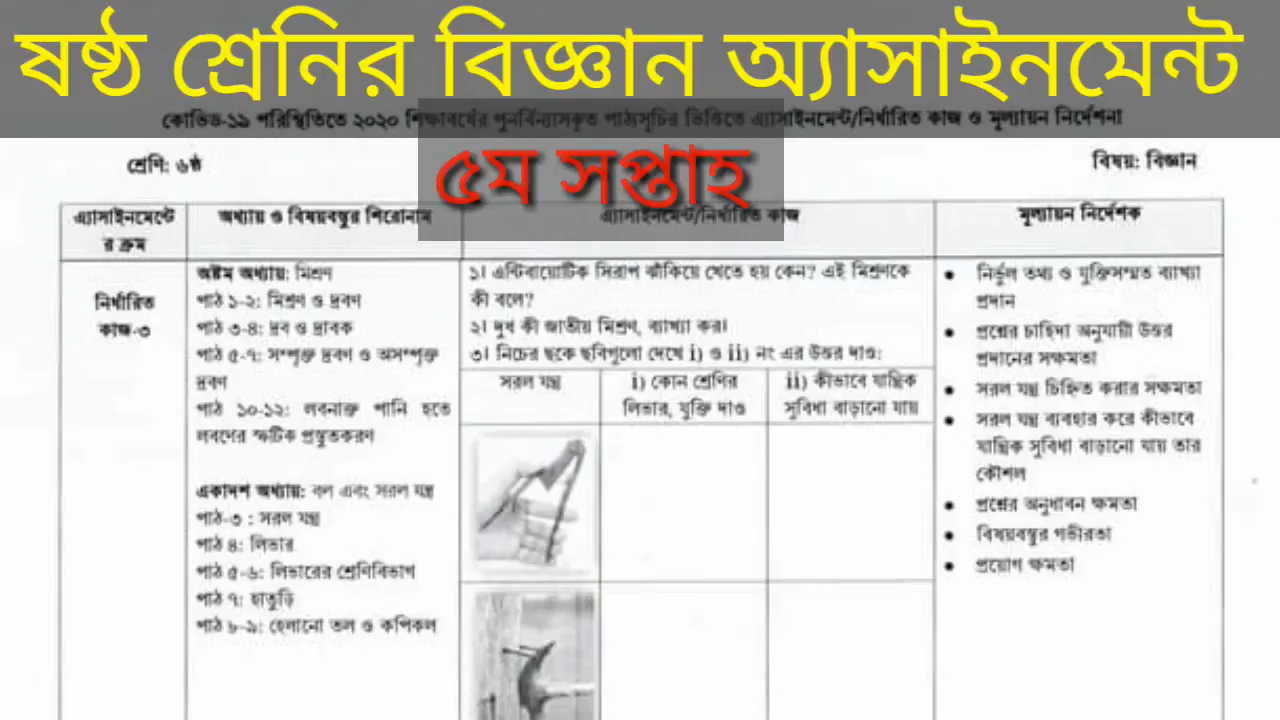 ষষ্ঠ শ্রেনির বিজ্ঞান অ্যাসাইনমেন্ট
কোভিড-১৯ পরিস্থিতিতে ২০২০ শিক্ষাবর্ষের পুনর্বিন্যাসকৃত পাঠ্যসূচির ভিত্তিতে এ্যাসাইনমেন্ট/নির্ধারিত কাজ ও মূল্যায়ন নির্দেশনা
৫ম সপ্তাহ
শ্রেণি: ৬ষ্ঠ
বিষয়: বিজ্ঞান
এ্যাসাইনমেন্টে
র ক্রম
অধ্যায় ও বিষয়বস্তুর শিরোনাম
এ্যাসাইনমেন্ট/নির্ধারিত কাজ
মূল্যায়ন নির্দেশক
নির্ধারিত
কাজ-৩
অষ্টম অধ্যায়: মিশ্রণ
পাঠ ১-২: মিশ্রণ ও দ্রবণ
পাঠ ৩-৪: দ্রব ও দ্রাবক
পাঠ ৫-৭: সম্পৃক্ত দ্রবণ ও অসম্পৃক্ত
দ্রবণ
পাঠ ১০-১২: লবনাক্ত পানি হতে
লবণের স্ফটিক প্রস্তুতকরণ
একাদশ অধ্যায়: বল এবং সরল যন্ত্র
পাঠ-৩ : সরল যন্ত্র
পাঠ ৪: লিভার
পাঠ ৫-৬: লিভারের শ্রেণিবিভাগ
পাঠ ৭: হাতুড়ি
পাঠ ৮-৯: হেলানো তল ও কপিকল
১। এন্টিবায়োটিক সিরাপ ঝাঁকিয়ে খেতে হয় কেন? এই মিশ্রণকে
কী বলে?
২। দুধ কী জাতীয় মিশ্রণ, ব্যাখ্যা কর।
৩। নিচের ছকে ছবিগুলো দেখে i) ও ii) নং এর উত্তর দাও:
সরল যন্ত্র
i) কোন শ্রেণির
লিভার, যুক্তি দাও
ii) কীভাবে যান্ত্রিক
সুবিধা বাড়ানো যায়
● নির্ভুল তথ্য ও যুক্তিসম্মত ব্যাখ্যা
প্রদান
● প্রশ্নের চাহিদা অনুযায়ী উত্তর
প্রদানের সক্ষমতা
● সরল যন্ত্র চিহ্নিত করার সক্ষমতা
● সরল যন্ত্র ব্যবহার করে কীভাবে
যান্ত্রিক সুবিধা বাড়ানো যায় তার
কৌশল
● প্রশ্নের অনুধাবন ক্ষমতা
● বিষয়বস্তুর গভীরতা
● প্রয়োগ ক্ষমতা